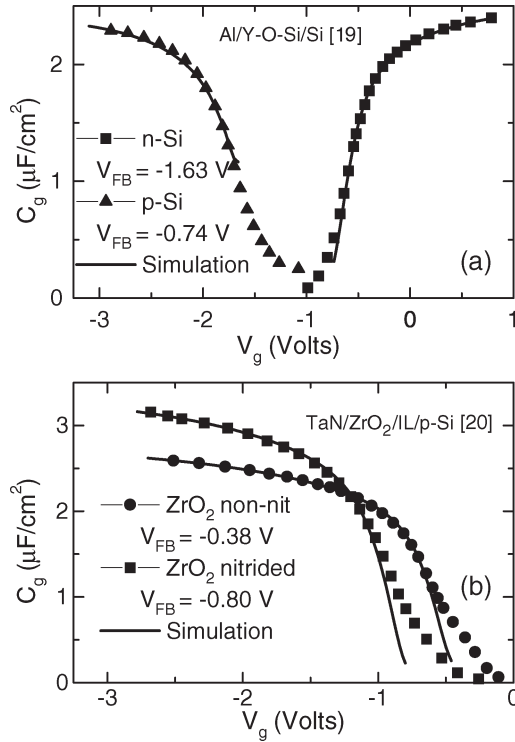 Al/Y-O-Si/Si [19]
2
1
0
C_g (μF/cm²)
n-Si
V_FB = -1.63 V
p-Si
V_FB = -0.74 V
Simulation
(a)
-3 -2 -1 0 1
V_g (Volts)
TaN/ZrO₂/IL/p-Si [20]
3
2
1
0
C_g (μF/cm²)
ZrO₂ non-nit
V_FB = -0.38 V
ZrO₂ nitrided
V_FB = -0.80 V
Simulation
(b)
-3 -2 -1 0
V_g (Volts)